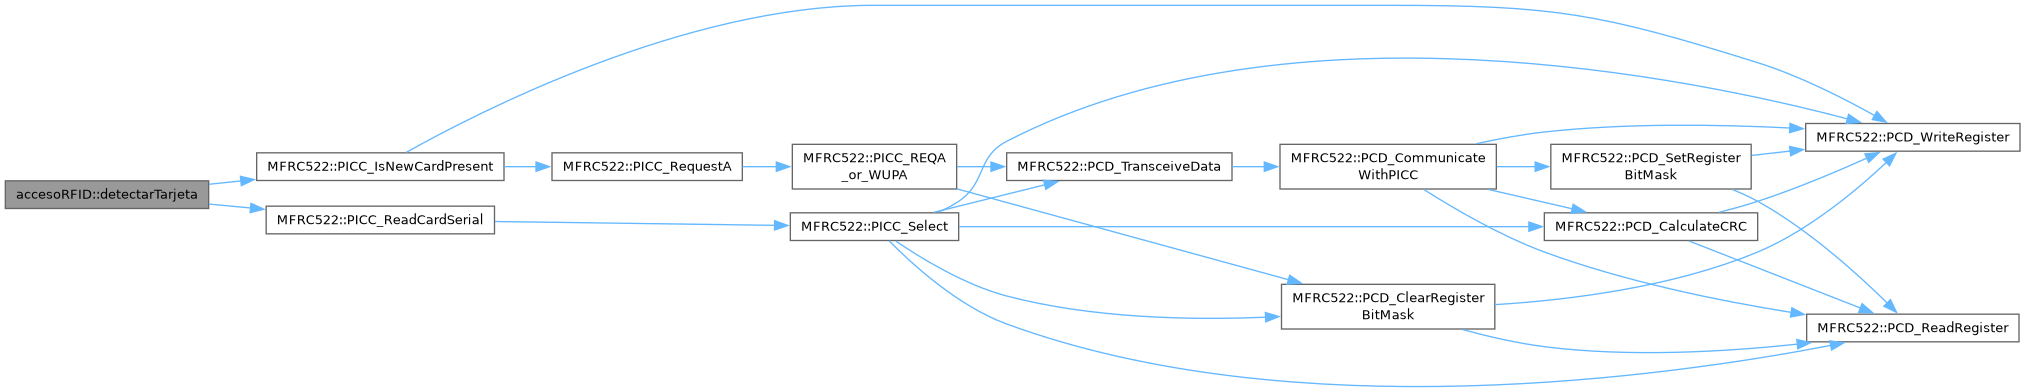 accesoRFID::detectarTarjeta
MFRC522::PICC_IsNewCardPresent
MFRC522::PICC_ReadCardSerial
MFRC522::PICC_RequestA
MFRC522::PICC_REQA
_or_WUPA
MFRC522::PICC_Select
MFRC522::PCD_TransceiveData
MFRC522::PCD_Communicate
WithPICC
MFRC522::PCD_ClearRegister
BitMask
MFRC522::PCD_SetRegister
BitMask
MFRC522::PCD_CalculateCRC
MFRC522::PCD_WriteRegister
MFRC522::PCD_ReadRegister